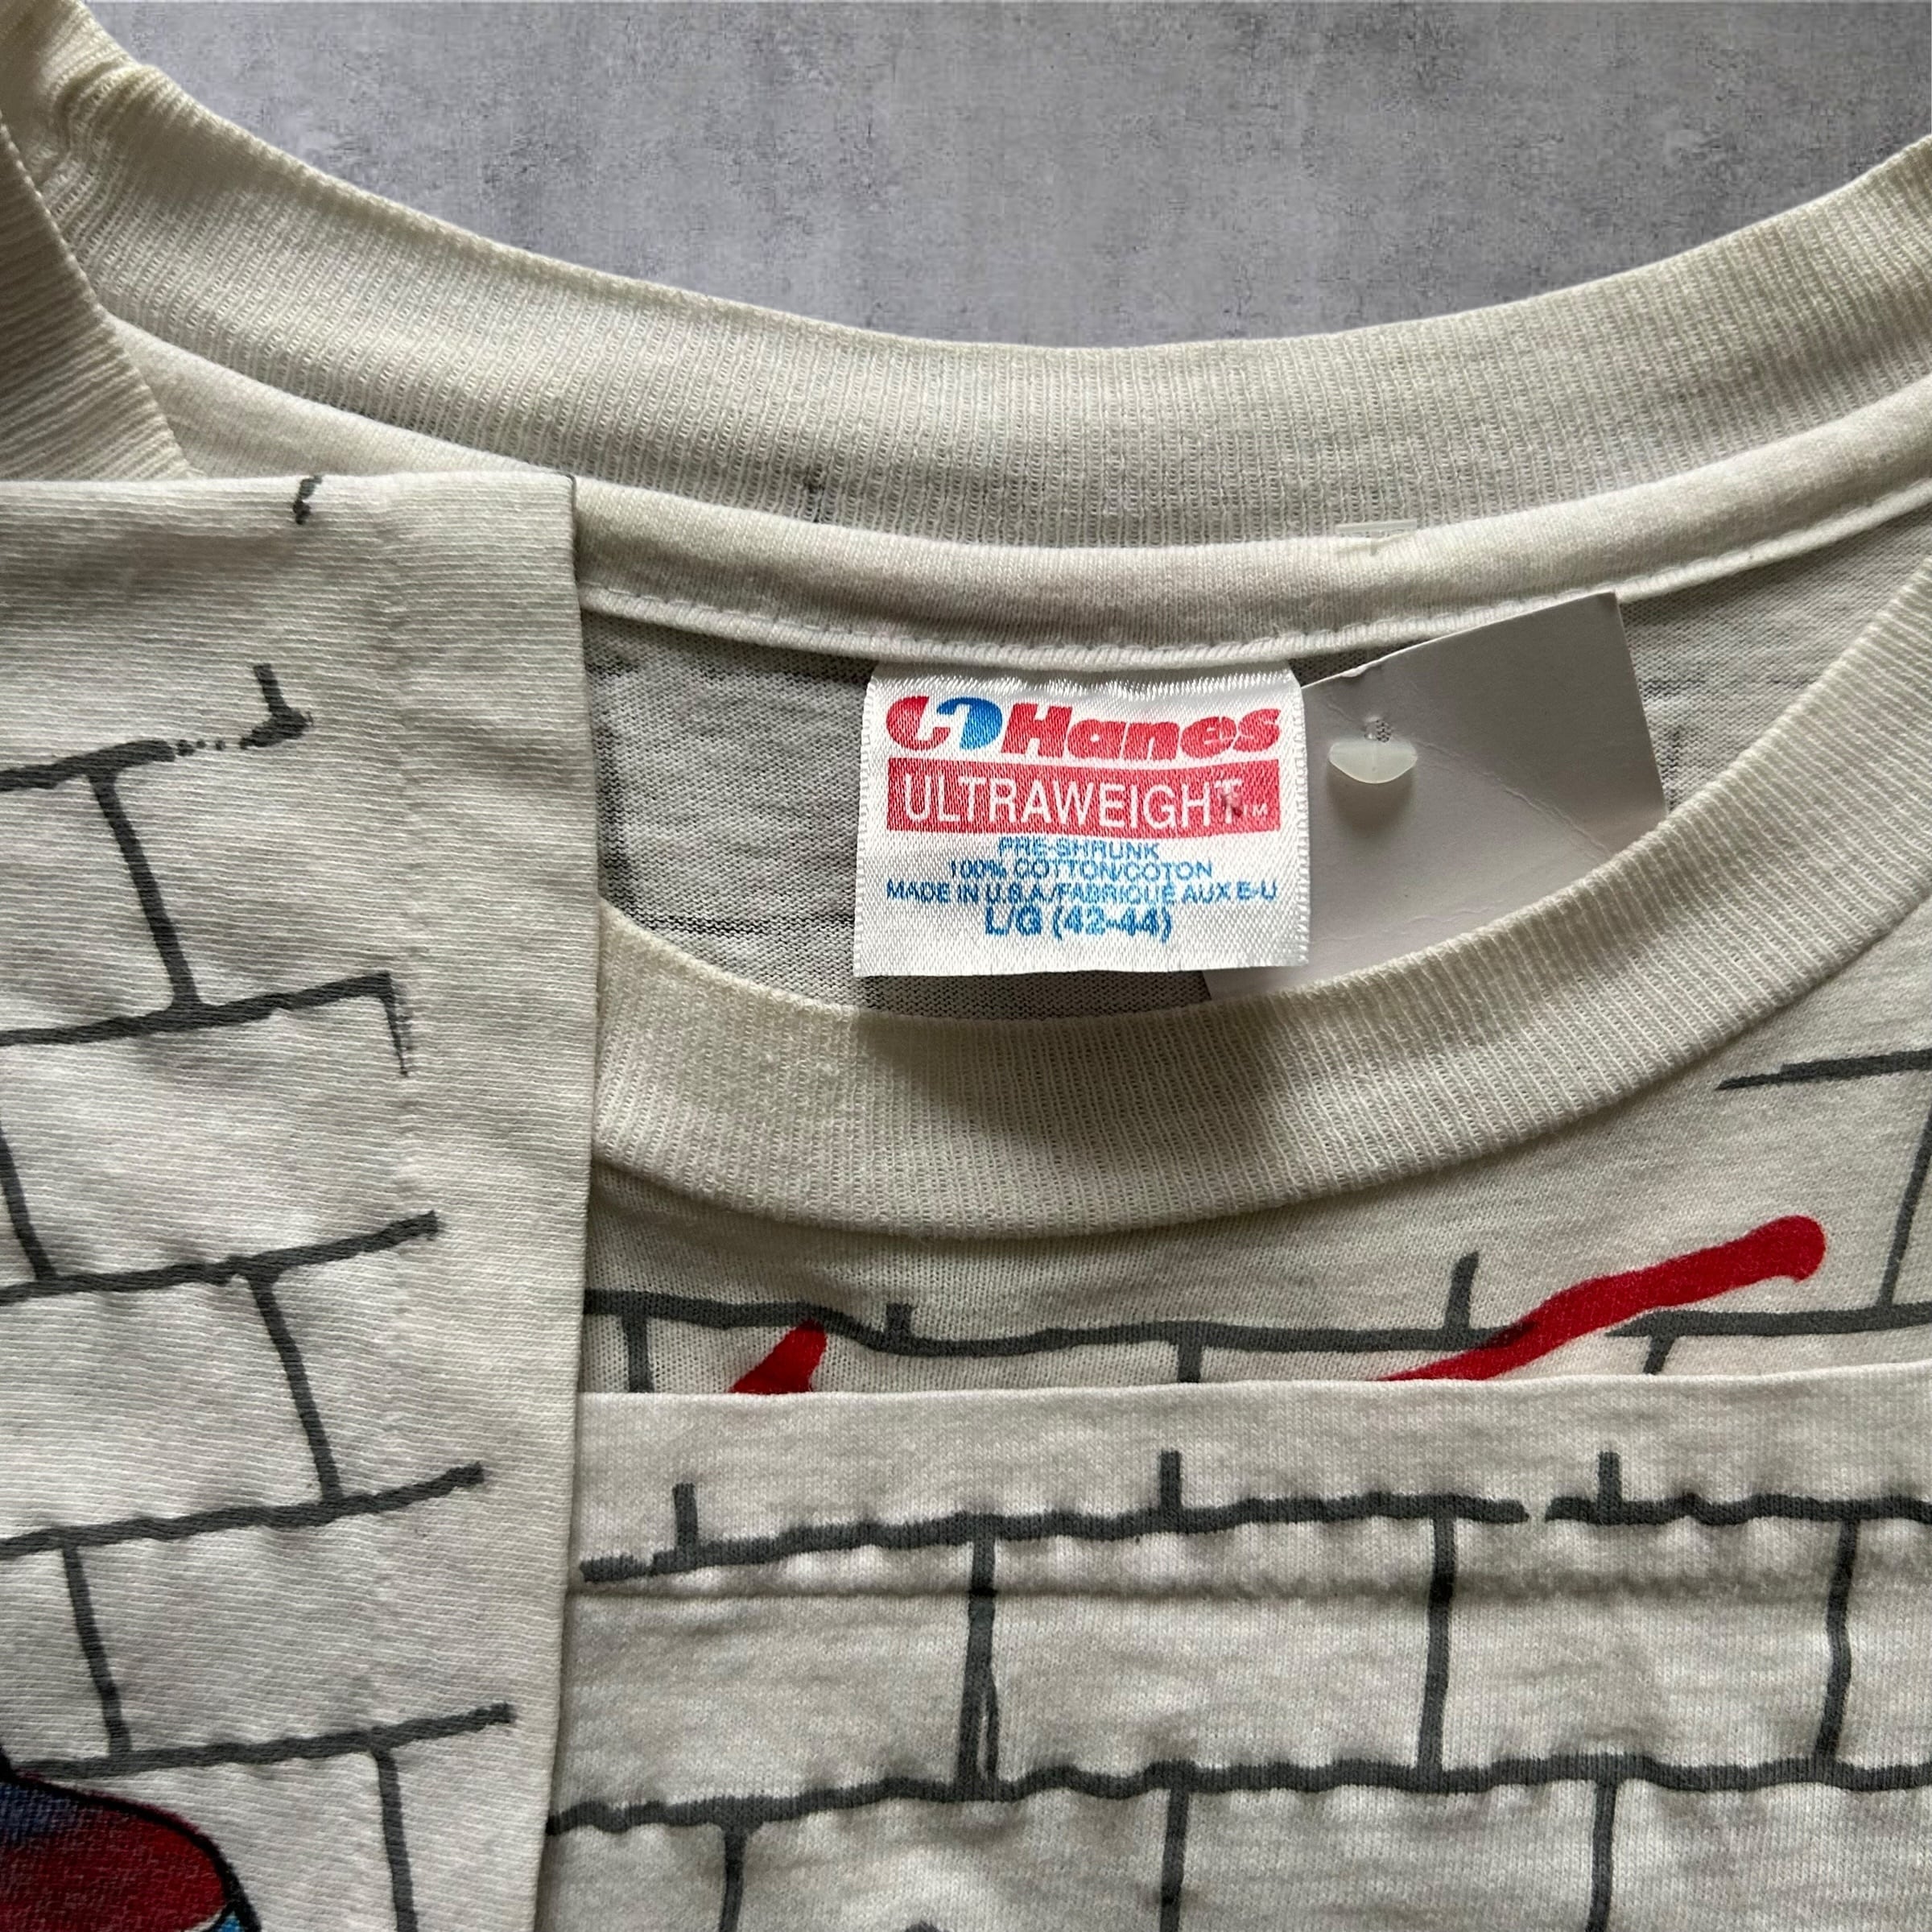 Hanes
ULTRAWEIGHT™
PRE-SHRUNK
100% COTTON/COTON
MADE IN U.S.A/FABRIQUÉ AUX E-U
L/G (42-44)